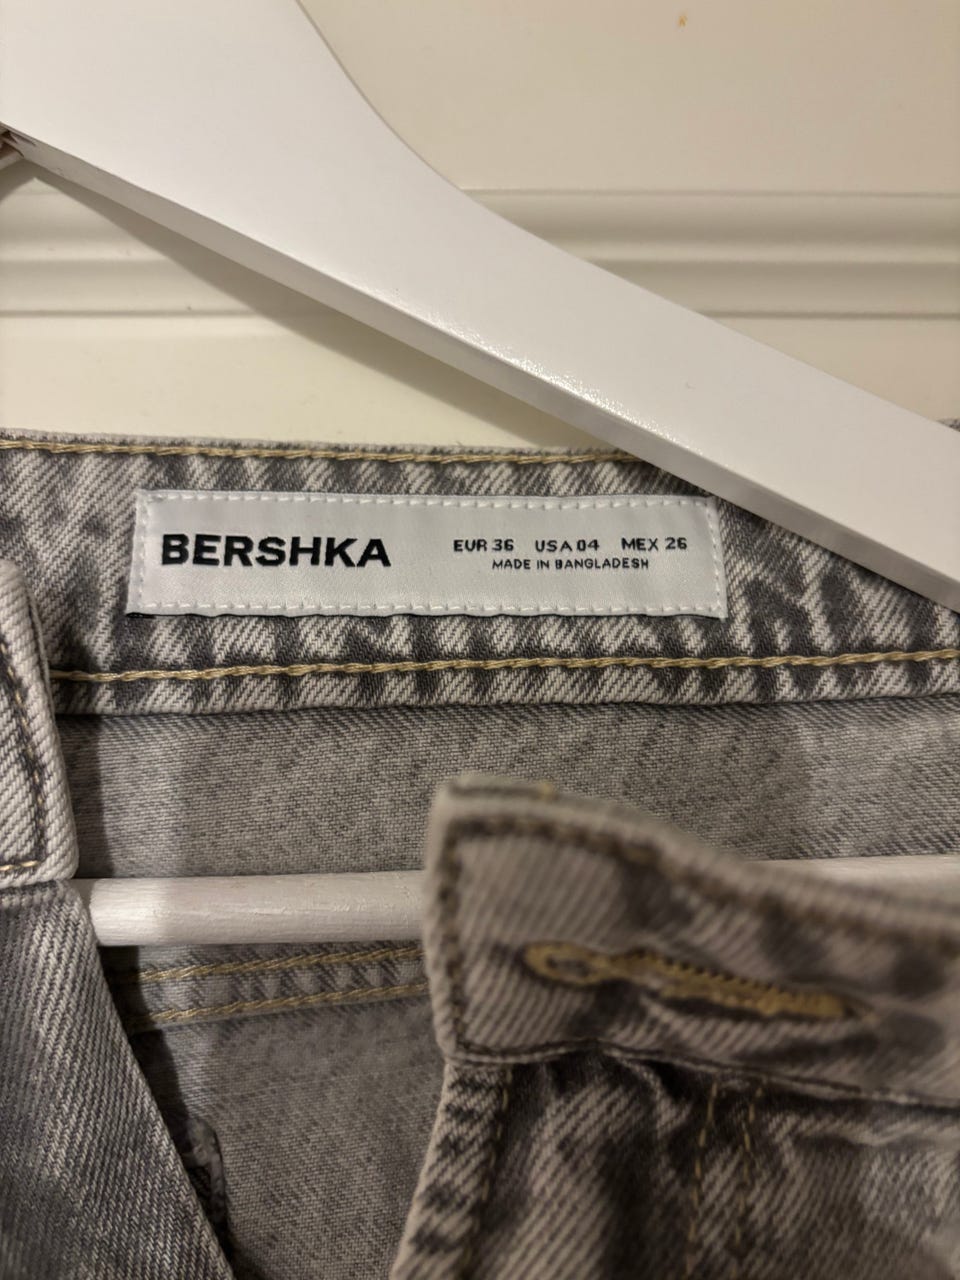 BERSHKA EUR 36 USA 04 MEX 26
MADE IN BANGLADESH